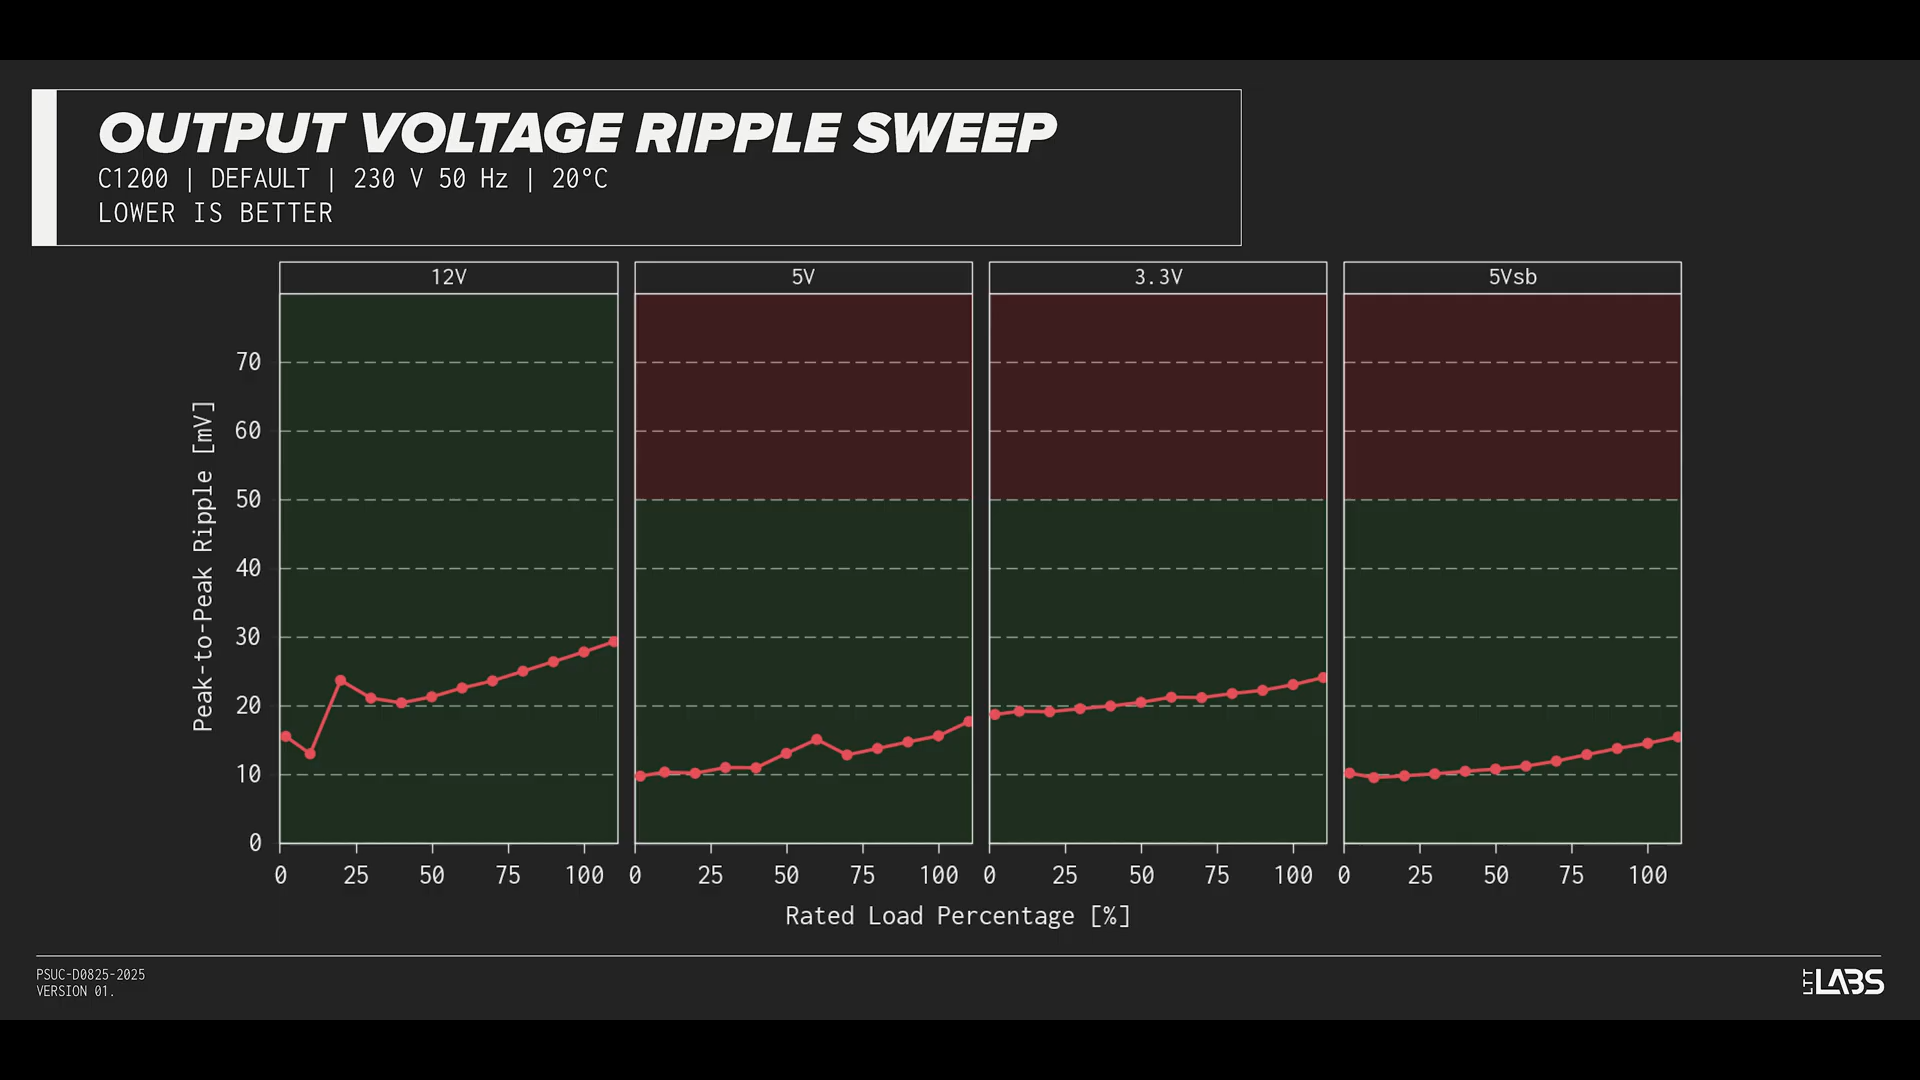 OUTPUT VOLTAGE RIPPLE SWEEP
C1200 | DEFAULT | 230 V 50 Hz | 20°C
LOWER IS BETTER
12V
5V
3.3V
5Vsb
Peak-to-Peak Ripple [mV]
70
60
50
40
30
20
10
0
0 25 50 75 100
0 25 50 75 100
0 25 50 75 100
0 25 50 75 100
Rated Load Percentage [%]
PSUC-D0825-2025
VERSION 01.
LTT LABS